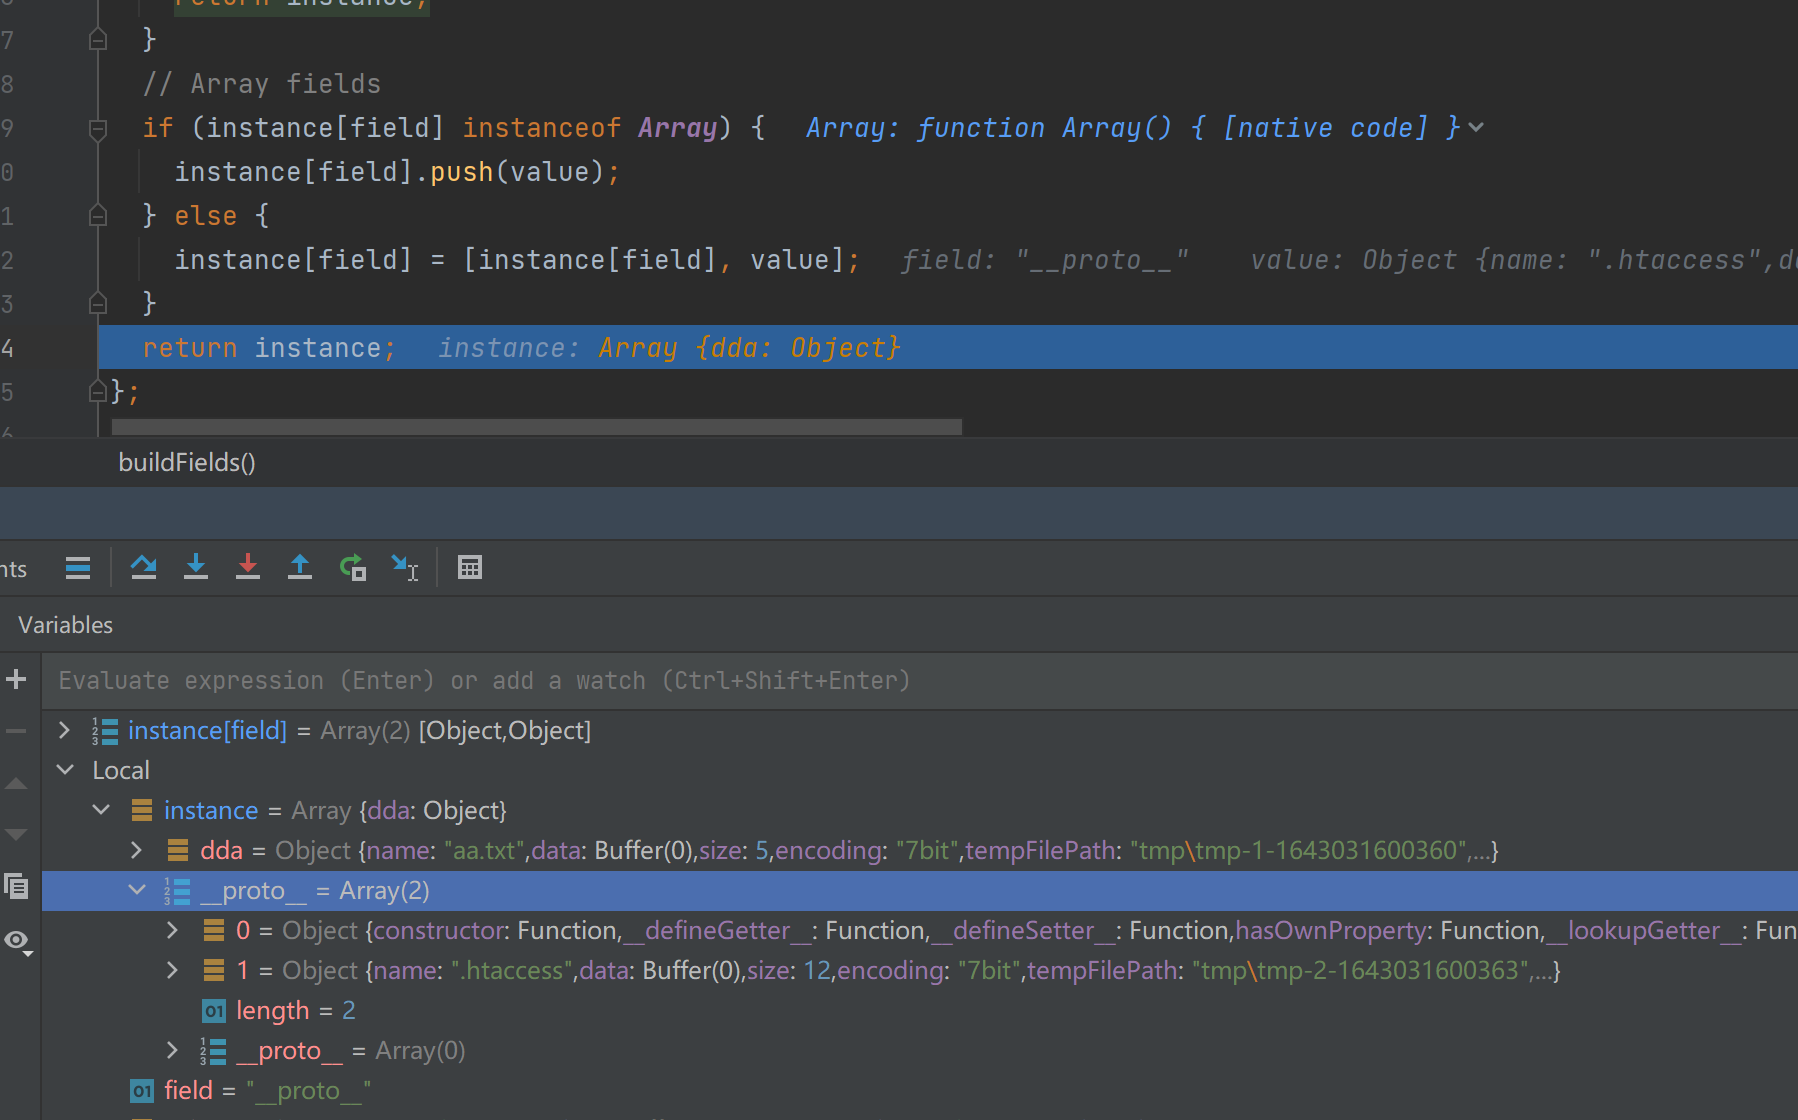 return instance;
7 }
8 // Array fields
9 if (instance[field] instanceof Array) { Array: function Array() { [native code] }
0 instance[field].push(value);
1 } else {
2 instance[field] = [instance[field], value]; field: "__proto__" value: Object {name: ".htaccess",da
3 }
4 return instance; instance: Array {dda: Object}
5 };
6
buildFields()
nts
Variables
Evaluate expression (Enter) or add a watch (Ctrl+Shift+Enter)
instance[field] = Array(2) [Object,Object]
Local
instance = Array {dda: Object}
dda = Object {name: "aa.txt",data: Buffer(0),size: 5,encoding: "7bit",tempFilePath: "tmp\tmp-1-1643031600360",...}
__proto__ = Array(2)
0 = Object {constructor: Function,__defineGetter__: Function,__defineSetter__: Function,hasOwnProperty: Function,__lookupGetter__: Fun
1 = Object {name: ".htaccess",data: Buffer(0),size: 12,encoding: "7bit",tempFilePath: "tmp\tmp-2-1643031600363",...}
01 length = 2
__proto__ = Array(0)
01 field = "__proto__"